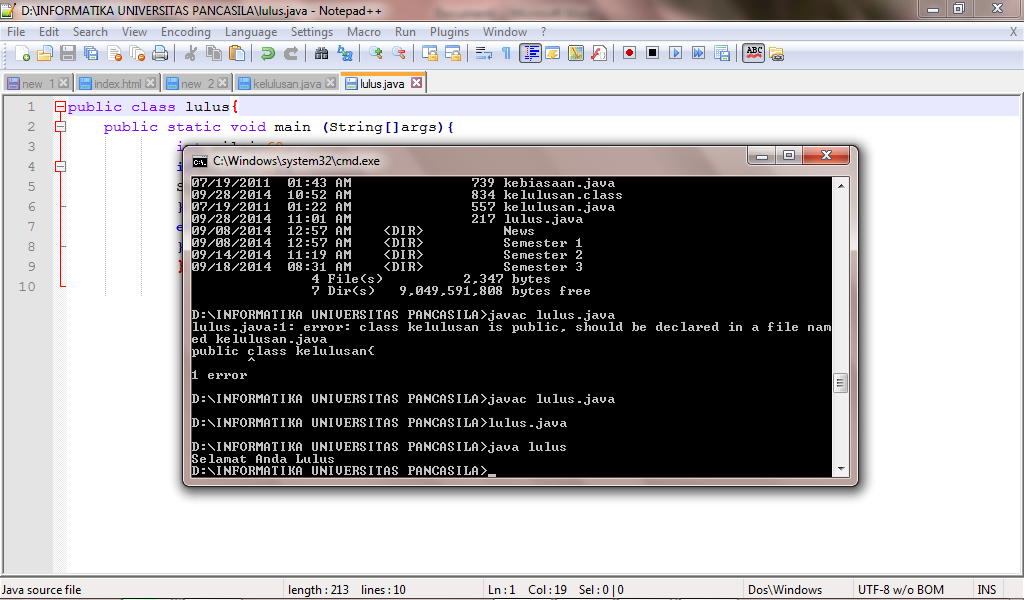 D:\INFORMATIKA UNIVERSITAS PANCASILA\lulus.java - Notepad++
File Edit Search View Encoding Language Settings Macro Run Plugins Window ? X
new 1 index.html new 2 kelulusan.java lulus.java
1 public class lulus{
2 public static void main (String[]args){
3
4
5
6 }
7
8
9
10
C:\Windows\system32\cmd.exe
07/19/2011 01:43 AM 739 kebiasaan.java
09/28/2014 10:52 AM 834 kelulusan.class
07/19/2011 01:22 AM 557 kelulusan.java
09/28/2014 11:01 AM 217 lulus.java
09/08/2014 12:57 AM <DIR> News
09/08/2014 12:57 AM <DIR> Semester 1
09/14/2014 11:19 AM <DIR> Semester 2
09/18/2014 08:31 AM <DIR> Semester 3
4 File(s) 2,347 bytes
7 Dir(s) 9,049,591,808 bytes free
D:\INFORMATIKA UNIVERSITAS PANCASILA>javac lulus.java
lulus.java:1: error: class kelulusan is public, should be declared in a file nam
ed kelulusan.java
public class kelulusan{
^
1 error
D:\INFORMATIKA UNIVERSITAS PANCASILA>javac lulus.java
D:\INFORMATIKA UNIVERSITAS PANCASILA>lulus.java
D:\INFORMATIKA UNIVERSITAS PANCASILA>java lulus
Selamat Anda Lulus
D:\INFORMATIKA UNIVERSITAS PANCASILA>_
Java source file length : 213 lines : 10 Ln : 1 Col : 19 Sel : 0 | 0 Dos\Windows UTF-8 w/o BOM INS